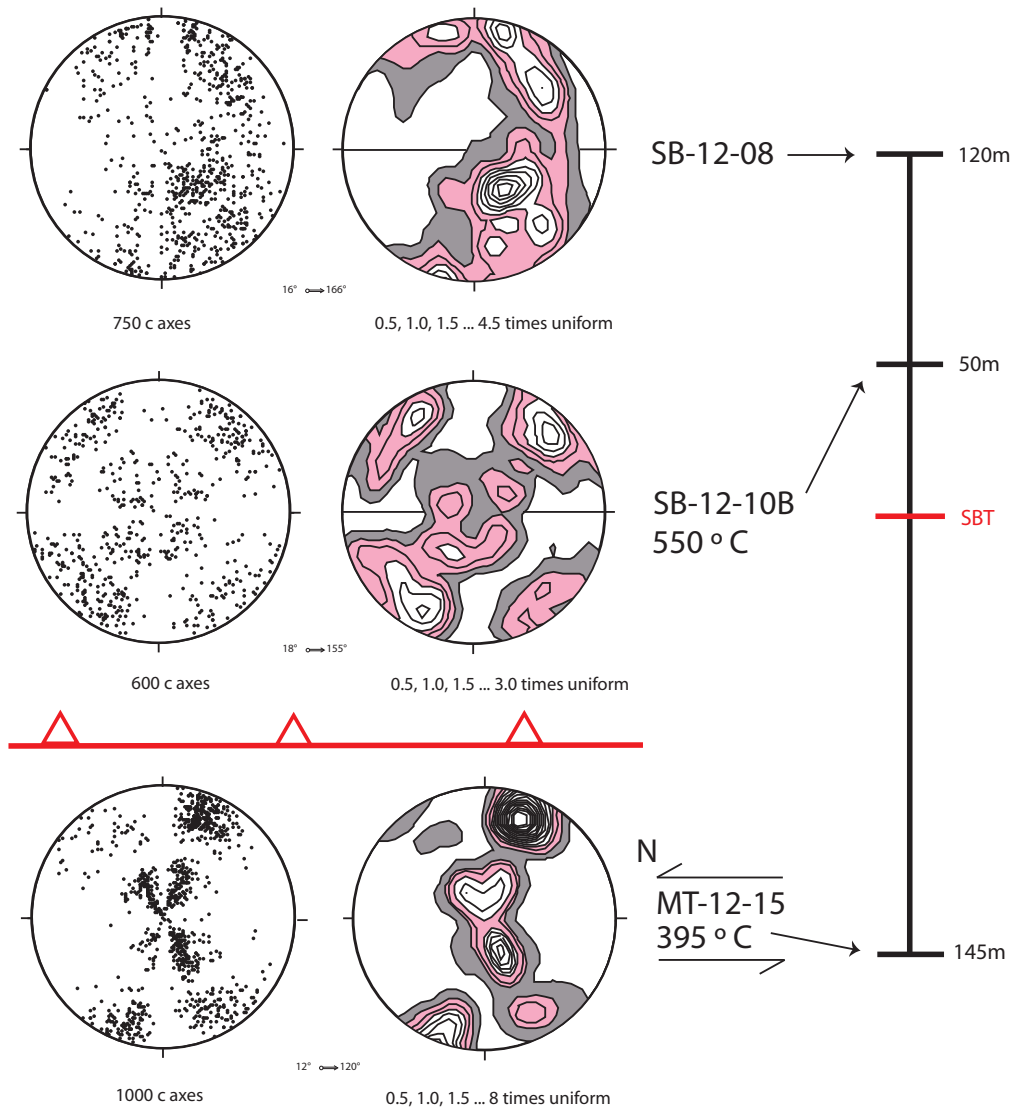 SB-12-08
120m
16° 166°
750 c axes
0.5, 1.0, 1.5 ... 4.5 times uniform
50m
SB-12-10B
550 º C
SBT
18° 155°
600 c axes
0.5, 1.0, 1.5 ... 3.0 times uniform
N
MT-12-15
395 º C
145m
12° 120°
1000 c axes
0.5, 1.0, 1.5 ... 8 times uniform